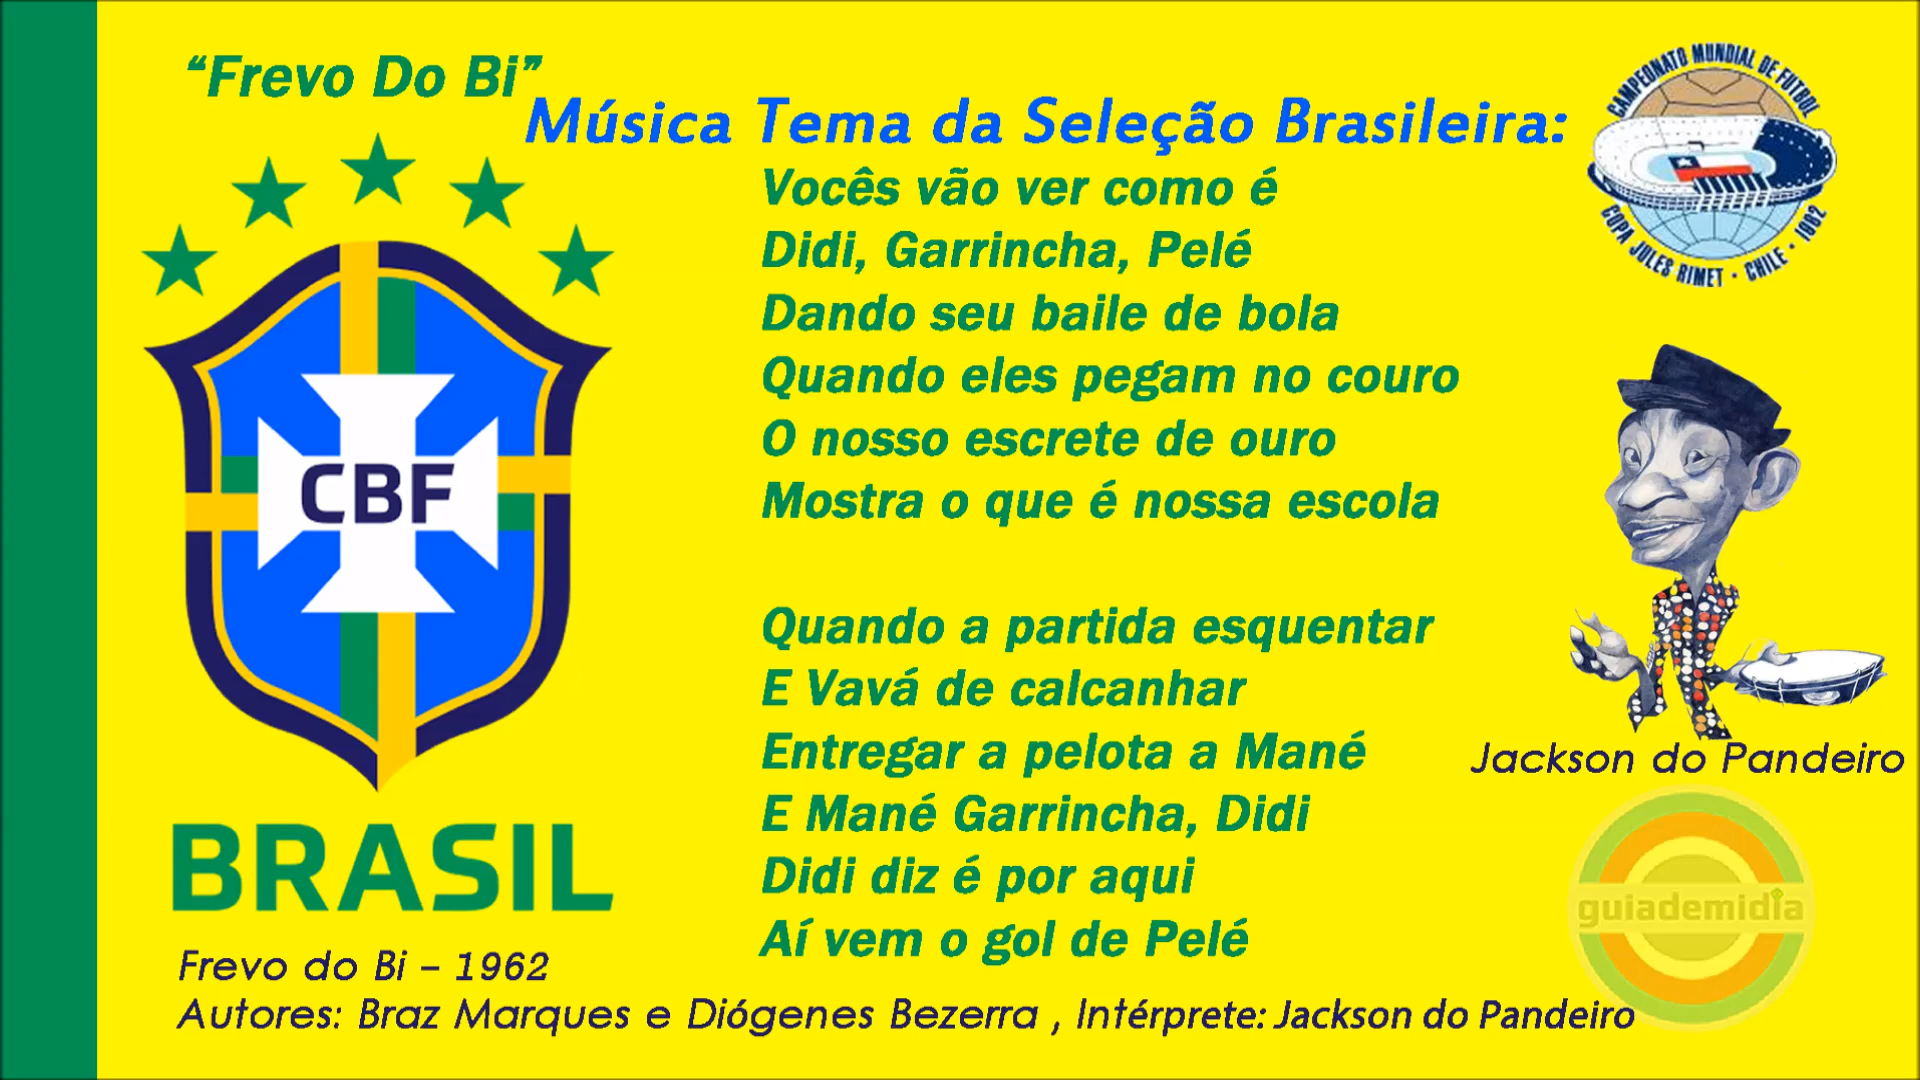 “Frevo Do Bi”
Música Tema da Seleção Brasileira:
Vocês vão ver como é
Didi, Garrincha, Pelé
Dando seu baile de bola
Quando eles pegam no couro
O nosso escrete de ouro
Mostra o que é nossa escola
Quando a partida esquentar
E Vavá de calcanhar
Entregar a pelota a Mané
E Mané Garrincha, Didi
Didi diz é por aqui
Aí vem o gol de Pelé
CBF
BRASIL
Frevo do Bi – 1962
Autores: Braz Marques e Diógenes Bezerra , Intérprete: Jackson do Pandeiro
CAMPEONATO MUNDIAL DE FUTBOL
COPA JULES RIMET · CHILE · 1962
Jackson do Pandeiro
guiademidia